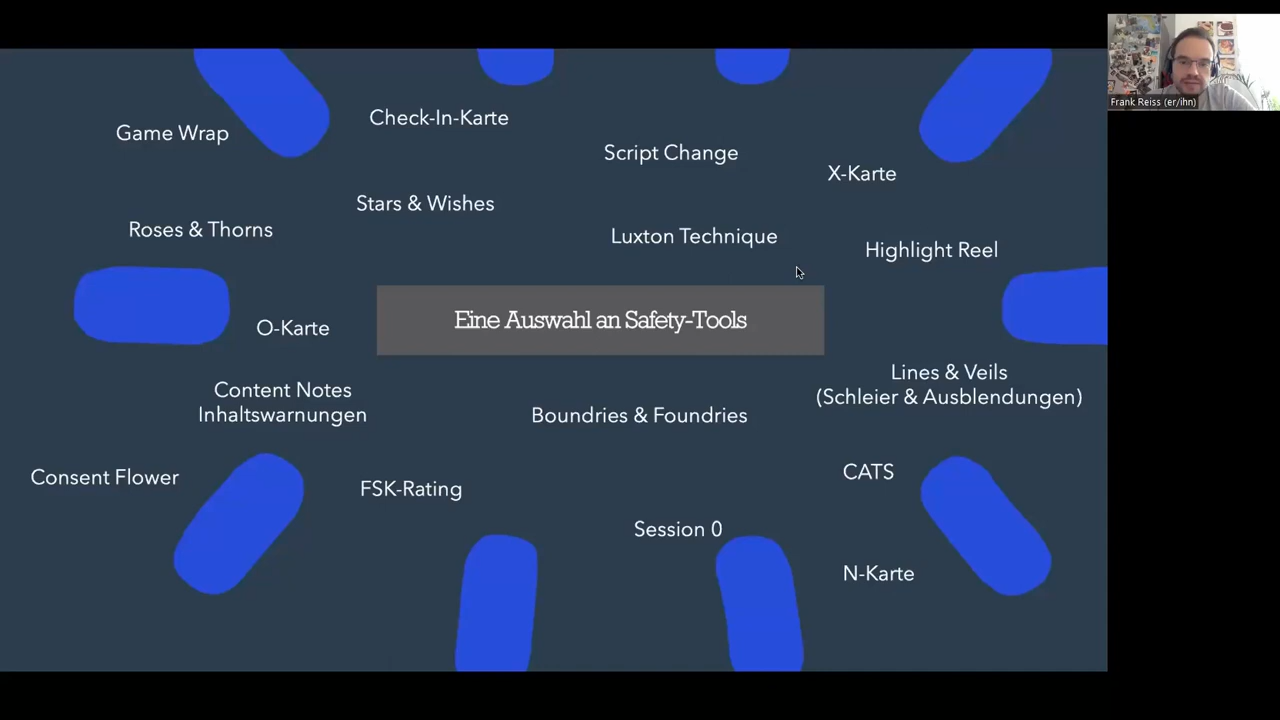 Frank Reiss (er/ihn)
Check-In-Karte
Game Wrap
Script Change
X-Karte
Stars & Wishes
Roses & Thorns
Luxton Technique
Highlight Reel
Eine Auswahl an Safety-Tools
O-Karte
Lines & Veils
(Schleier & Ausblendungen)
Content Notes
Inhaltswarnungen
Boundries & Foundries
CATS
Consent Flower
FSK-Rating
Session 0
N-Karte